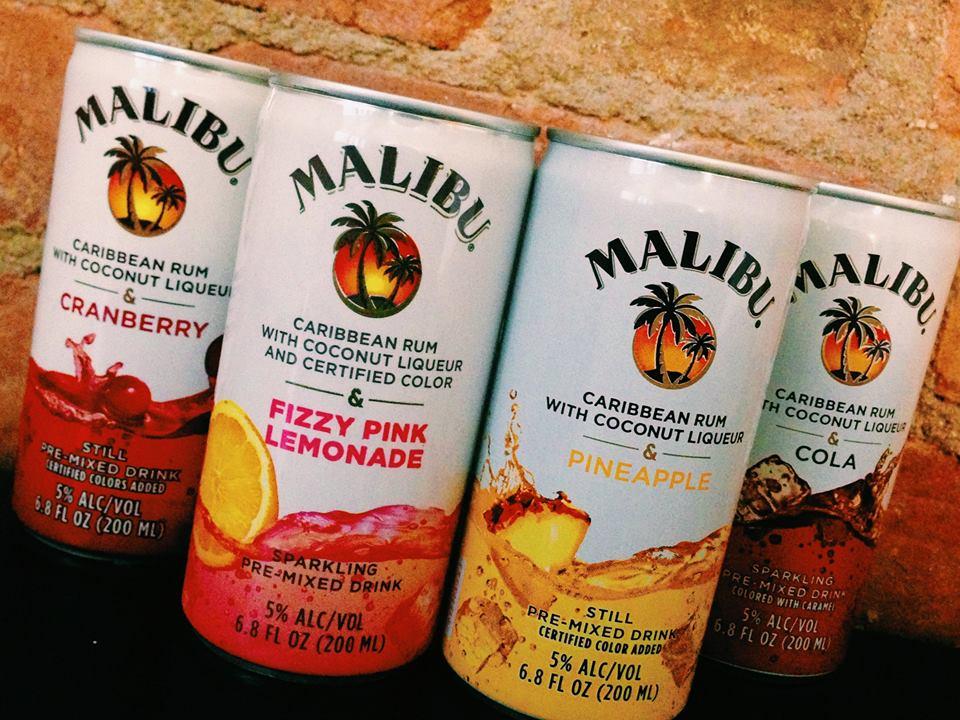 MALIBU
CARIBBEAN RUM
WITH COCONUT LIQUEUR
&
CRANBERRY
STILL
PRE-MIXED DRINK
CERTIFIED COLORS ADDED
5% ALC/VOL
6.8 FL OZ (200 ML)
MALIBU®
CARIBBEAN RUM
WITH COCONUT LIQUEUR
AND CERTIFIED COLOR
&
FIZZY PINK
LEMONADE
SPARKLING
PRE-MIXED DRINK
5% ALC/VOL
6.8 FL OZ (200 ML)
MALIBU®
CARIBBEAN RUM
WITH COCONUT LIQUEUR
&
PINEAPPLE
STILL
PRE-MIXED DRINK
CERTIFIED COLOR ADDED
5% ALC/VOL
6.8 FL OZ (200 ML)
MALIBU®
CARIBBEAN RUM
TH COCONUT LIQUEUR
&
COLA
SPARKLING
PRE-MIXED DRINK
COLORED WITH CARAMEL
5% ALC/VOL
6.8 FL OZ (200 ML)